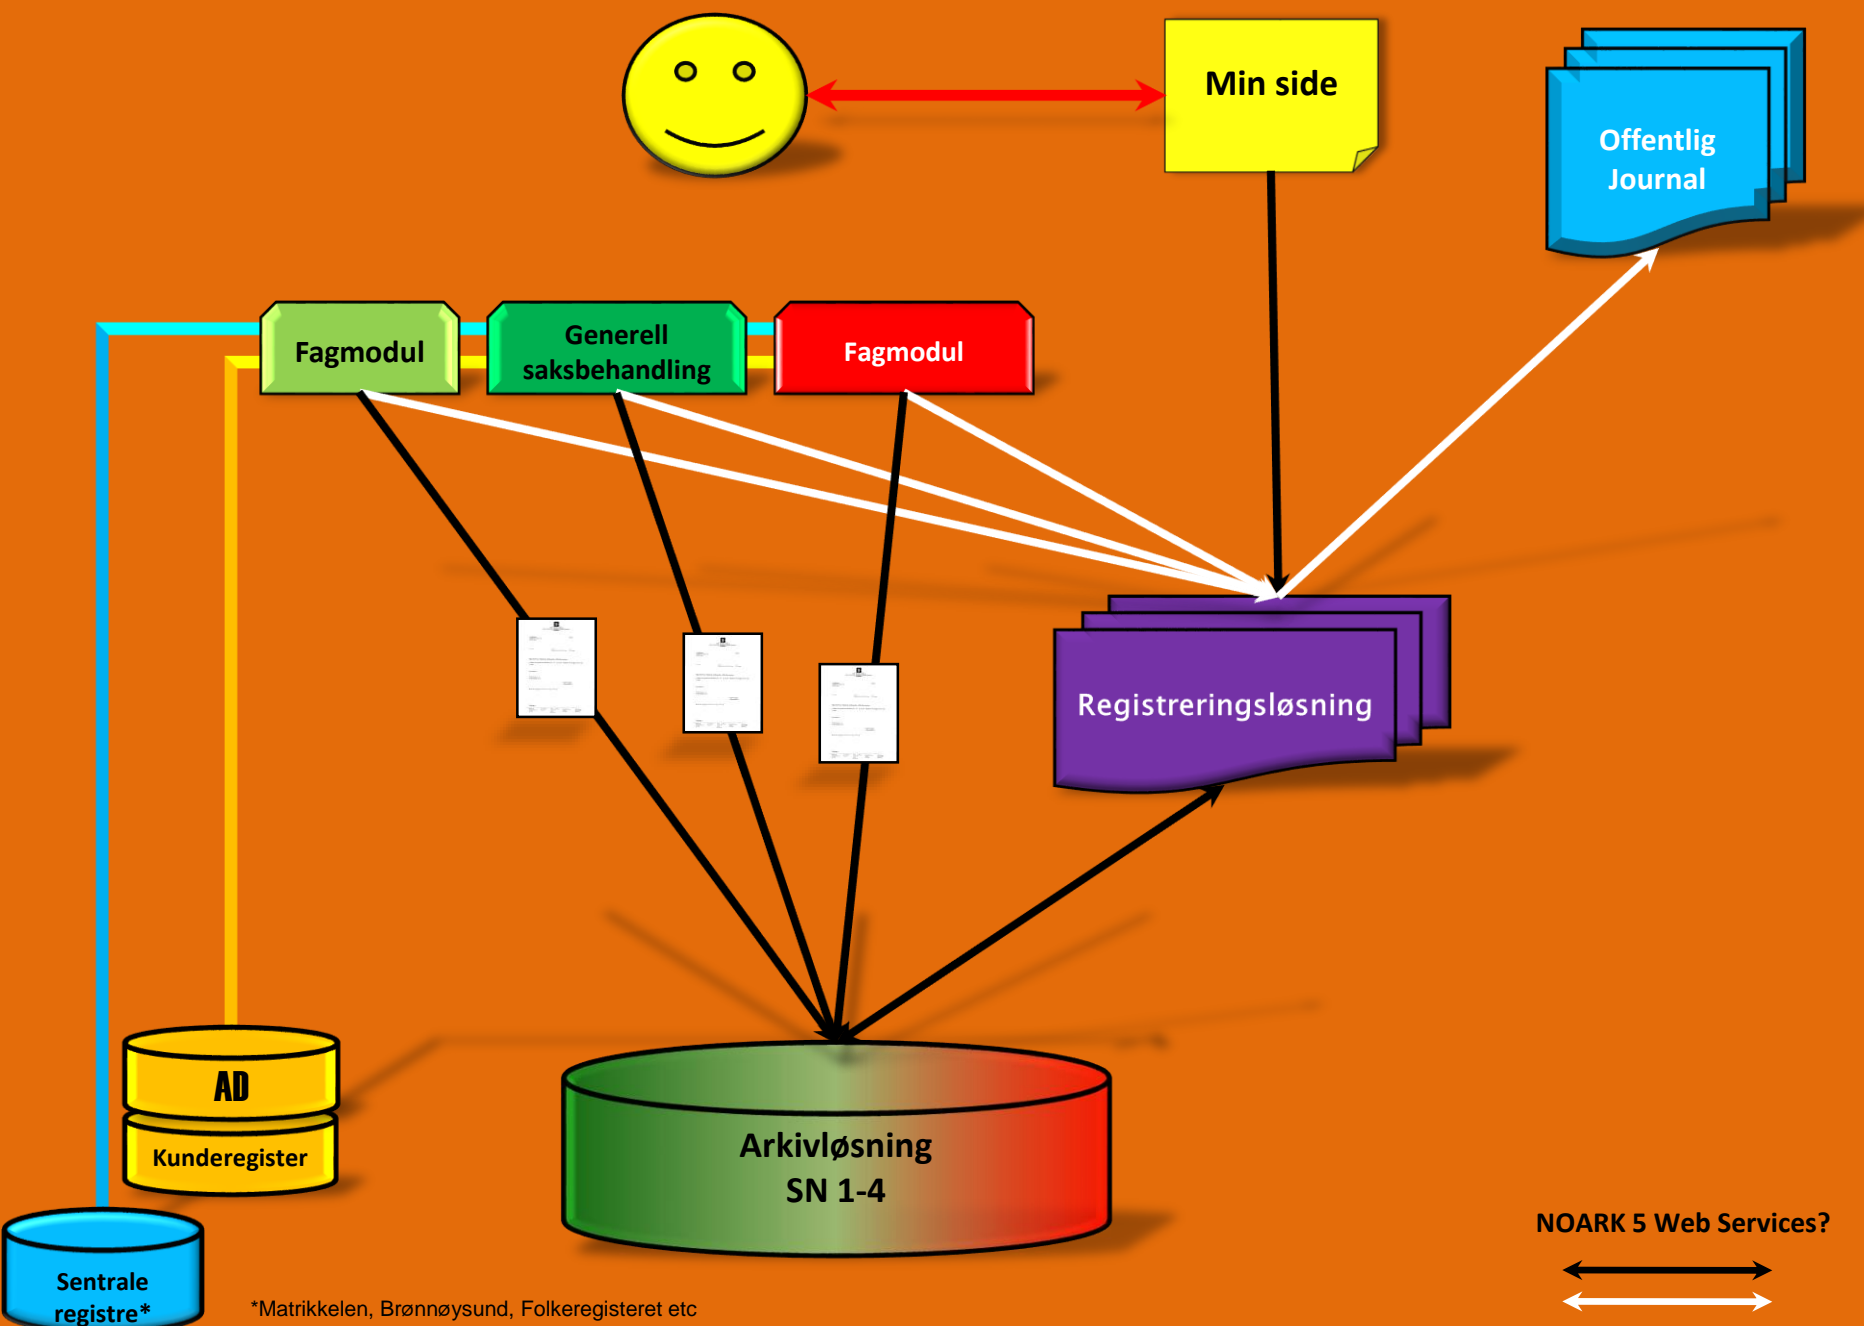 Min side
Offentlig
Journal
Fagmodul
Generell
saksbehandling
Fagmodul
Registreringsløsning
AD
Kunderegister
Arkivløsning
SN 1-4
Sentrale
registre*
*Matrikkelen, Brønnøysund, Folkeregisteret etc
NOARK 5 Web Services?